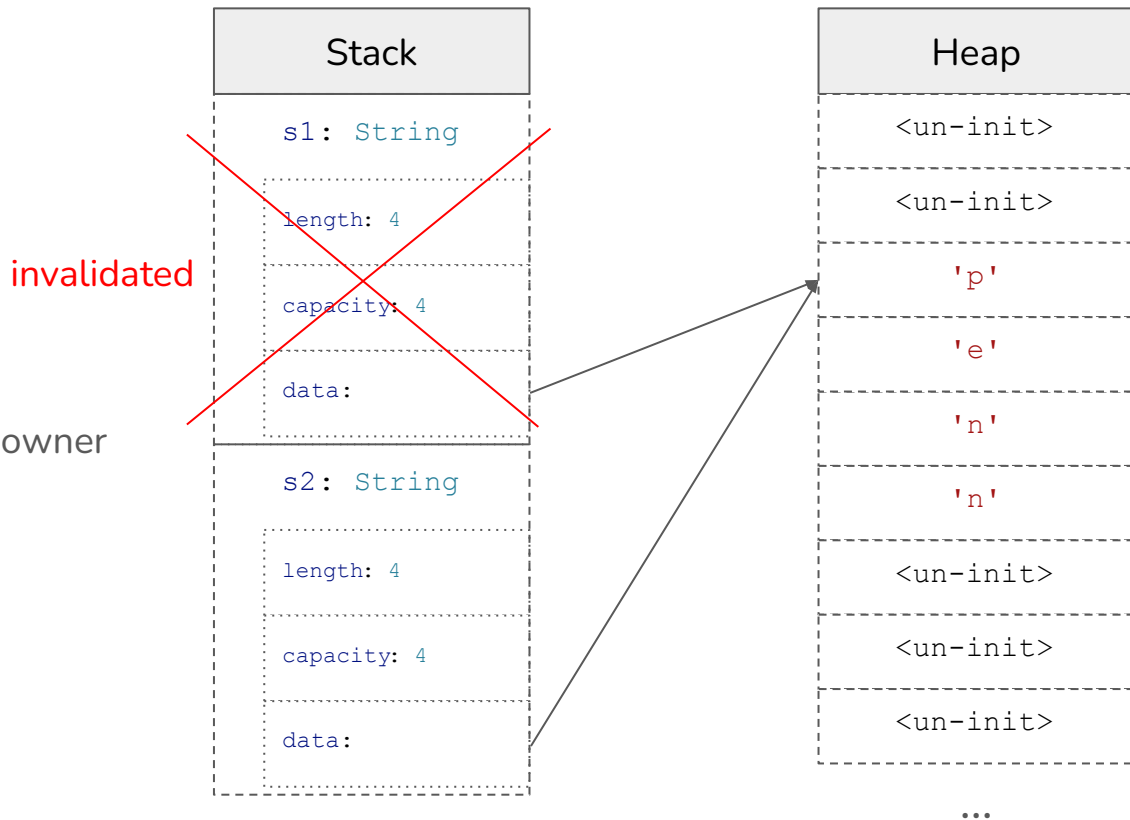 Stack
s1: String
length: 4
invalidated
capacity: 4
data:
owner
s2: String
length: 4
capacity: 4
data:
Heap
<un-init>
<un-init>
'p'
'e'
'n'
'n'
<un-init>
<un-init>
<un-init>
...